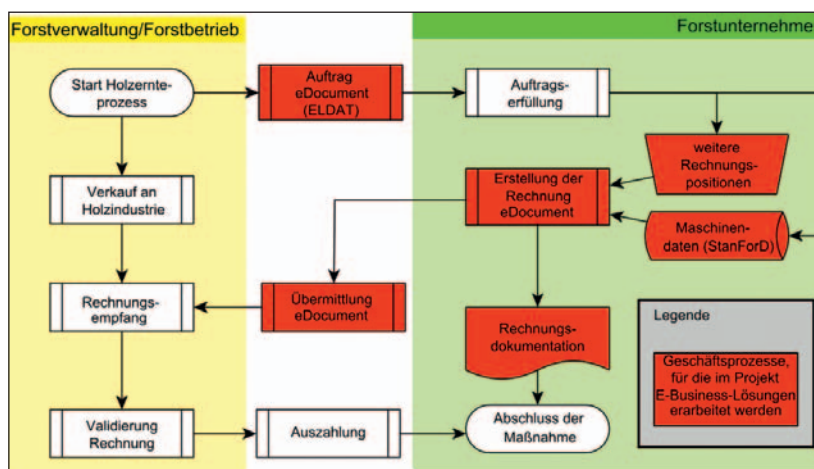 Forstverwaltung/Forstbetrieb
Forstunternehme
Start Holzernte-
prozess
Auftrag
eDocument
(ELDAT)
Auftrags-
erfüllung
weitere
Rechnungs-
positionen
Verkauf an
Holzindustrie
Erstellung der
Rechnung
eDocument
Maschinen-
daten (StanForD)
Rechnungs-
empfang
Übermittlung
eDocument
Rechnungs-
dokumentation
Legende
Geschäftsprozesse,
für die im Projekt
E-Business-Lösungen
erarbeitet werden
Validierung
Rechnung
Auszahlung
Abschluss der
Maßnahme